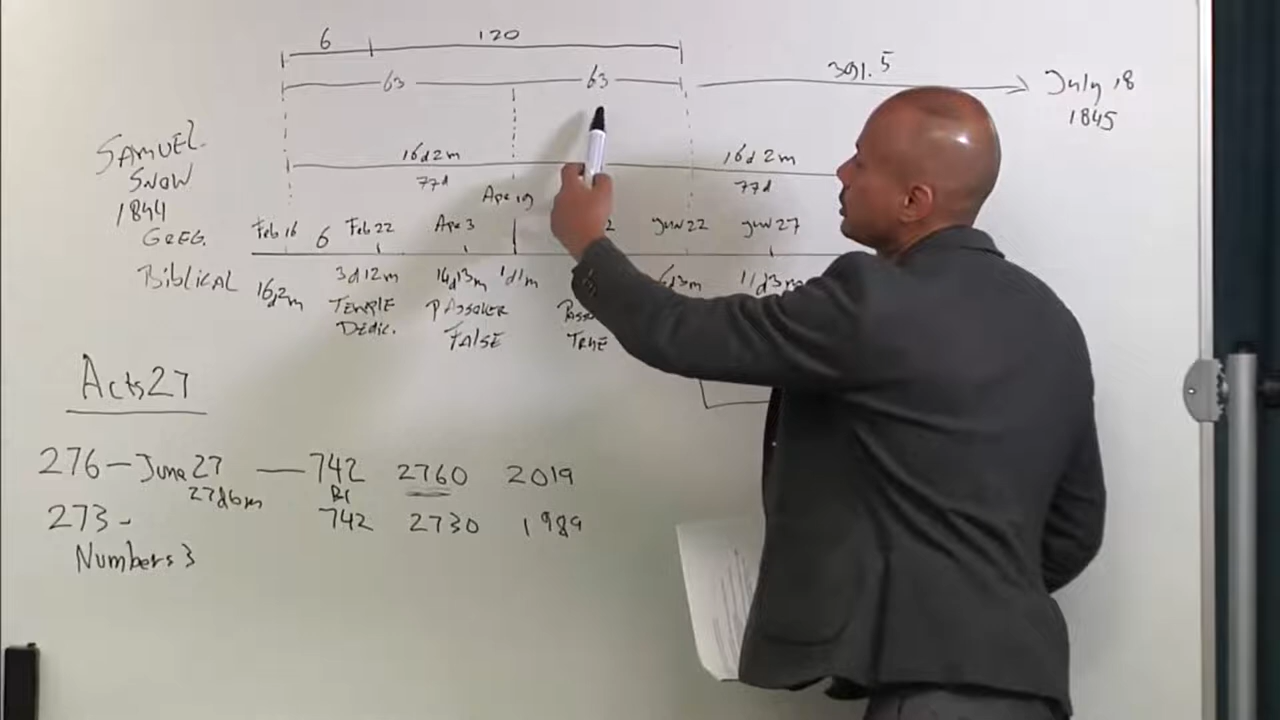 6 120
63 63 391.5 July 18
1845
SAMUEL
SNOW
1844
16d2m 16d2m
77d 77d
Apr 19
GREG. Feb 16 6 Feb 22 Apr 3 2 Jun 22 Jun 27
Biblical 16d2m 3d12m 14d13m 1d1m 6d3m 11d3m
TEMPLE PASSOVER
Dedic. FALSE TRUE
Acts 27
276 - June 27 — 742 2760 2019
27d6m BC
273 - 742 2730 1989
Numbers 3